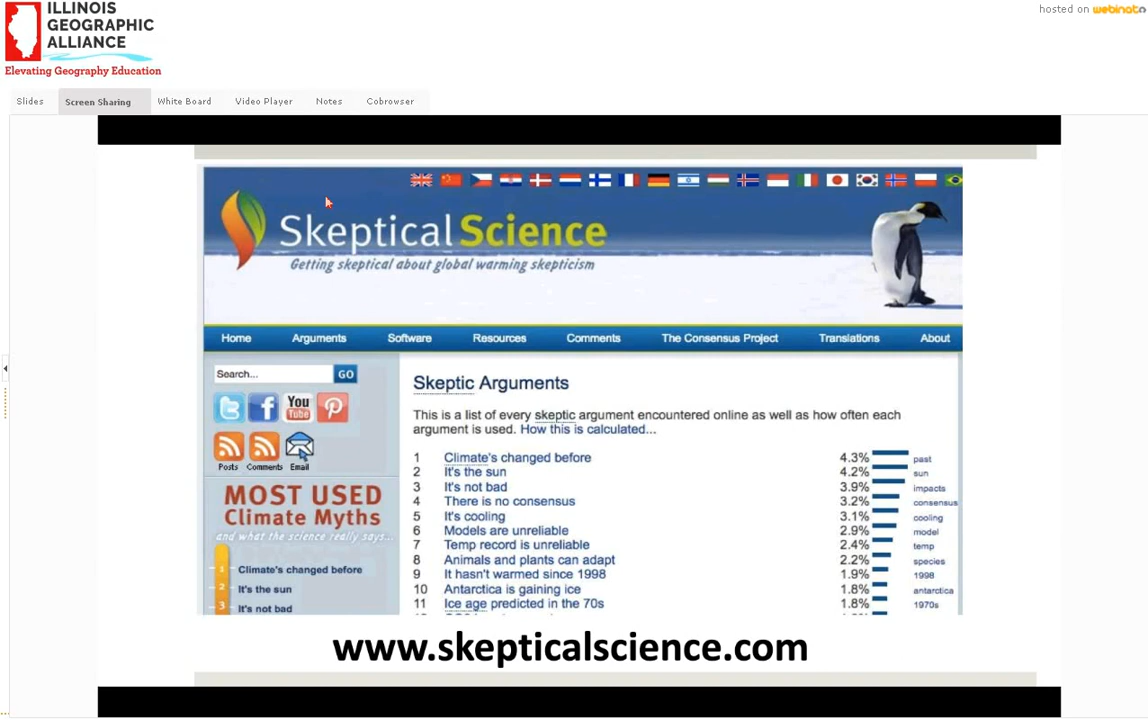 ILLINOIS
GEOGRAPHIC
ALLIANCE
Elevating Geography Education
hosted on webinato
Slides Screen Sharing White Board Video Player Notes Cobrowser
Skeptical Science
Getting skeptical about global warming skepticism
Home Arguments Software Resources Comments The Consensus Project Translations About
Search... GO
You
Tube
Posts Comments Email
MOST USED
Climate Myths
and what the science really says...
1 Climate's changed before
2 It's the sun
3 It's not bad
Skeptic Arguments
This is a list of every skeptic argument encountered online as well as how often each
argument is used. How this is calculated...
1 Climate's changed before 4.3% past
2 It's the sun 4.2% sun
3 It's not bad 3.9% impacts
4 There is no consensus 3.2% consensus
5 It's cooling 3.1% cooling
6 Models are unreliable 2.9% model
7 Temp record is unreliable 2.4% temp
8 Animals and plants can adapt 2.2% species
9 It hasn't warmed since 1998 1.9% 1998
10 Antarctica is gaining ice 1.8% antarctica
11 Ice age predicted in the 70s 1.8% 1970s
www.skepticalscience.com